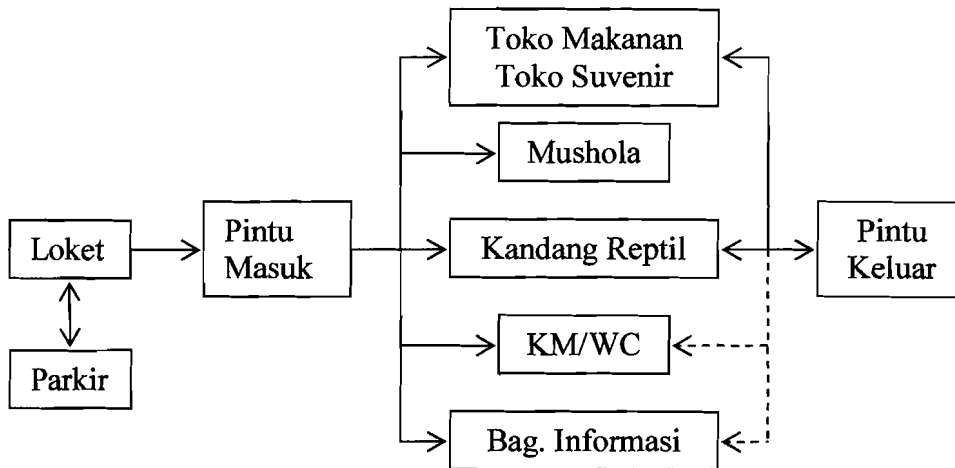 Toko Makanan
Toko Suvenir
Mushola
Loket
Pintu
Masuk
Kandang Reptil
Pintu
Keluar
KM/WC
Parkir
Bag. Informasi